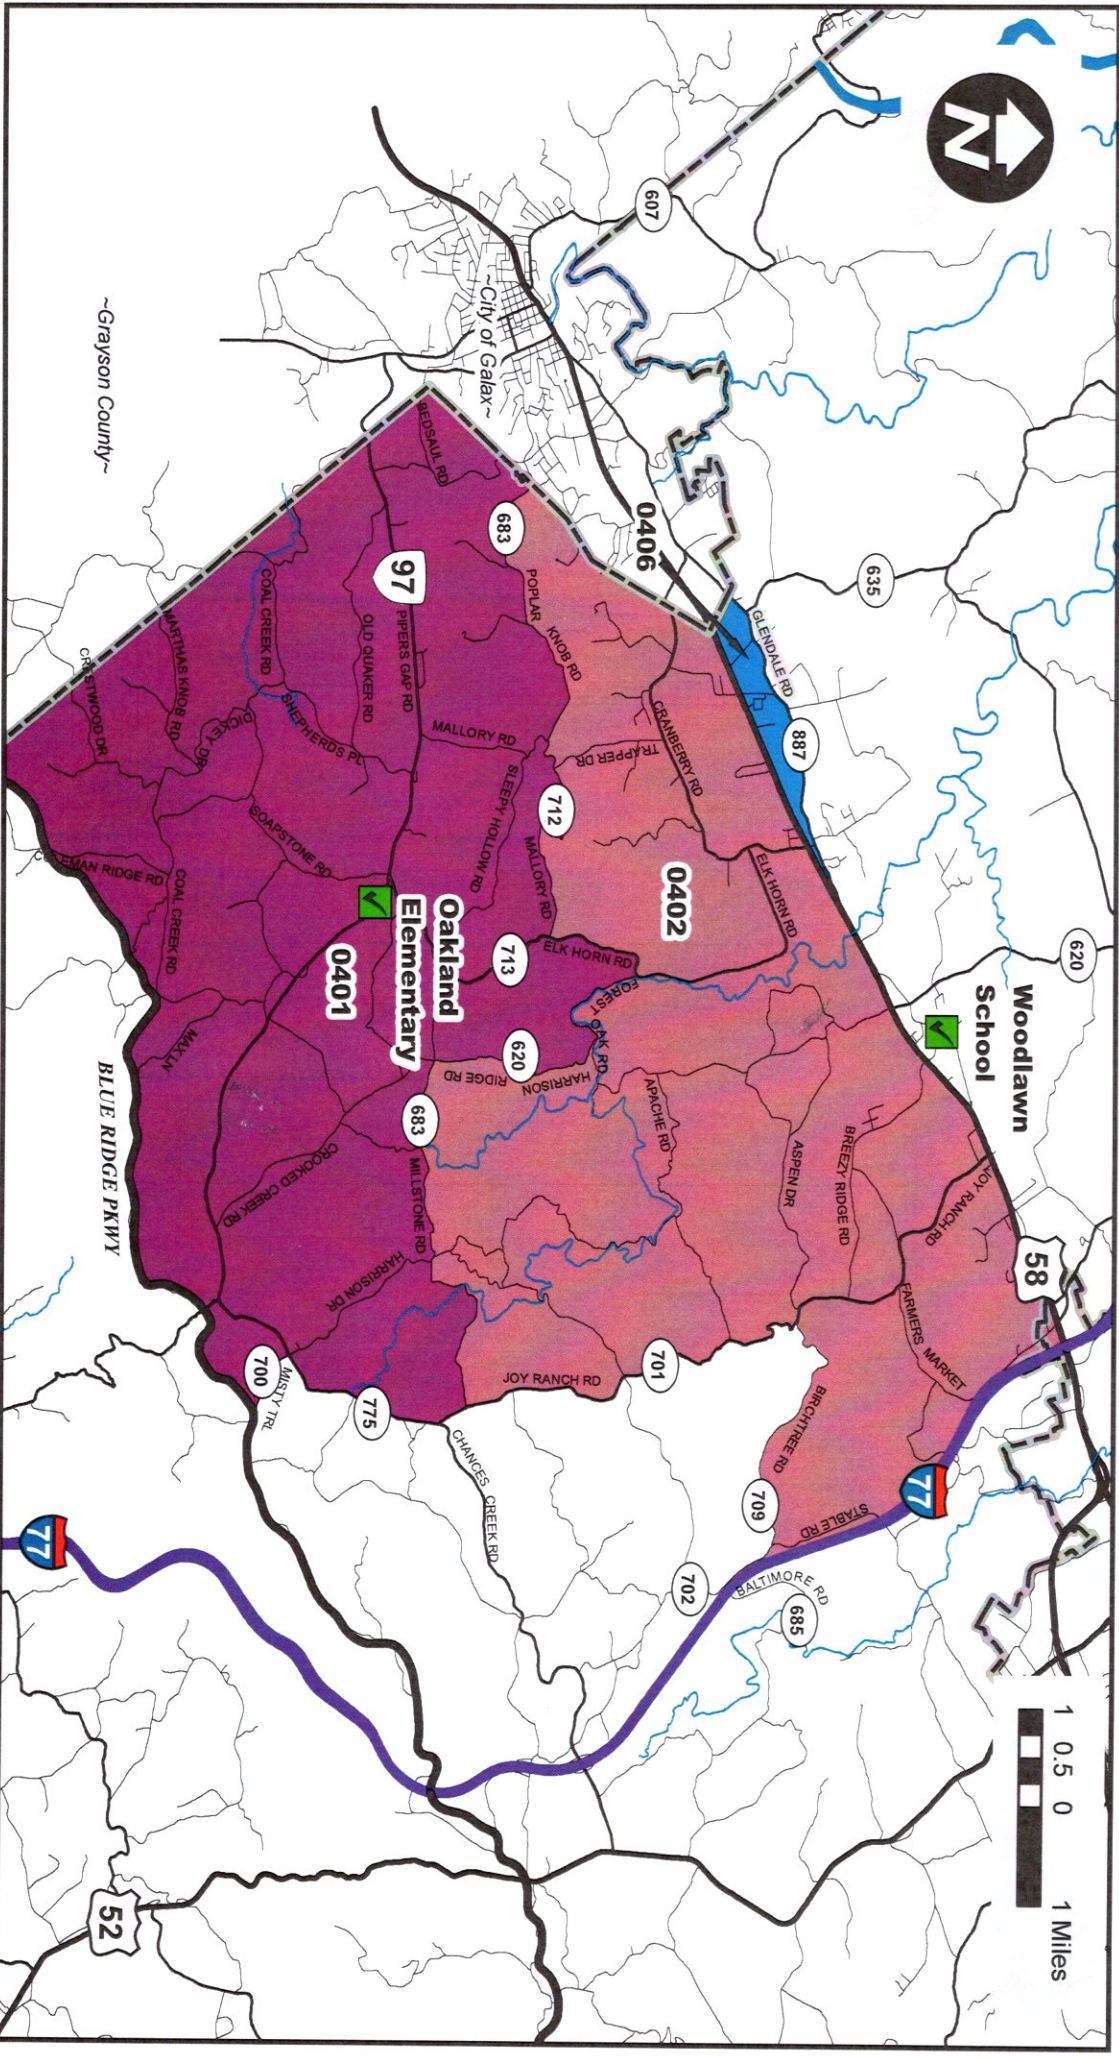 N
1 0.5 0 1 Miles
607
635
620
Woodlawn
School
58
~City of Galax~
0406
GLENDALE RD
887
77
685
BALTIMORE RD
702
STABLE RD
709
BIRCHTREE RD
FARMERS MARKET
JOY RANCH RD
BREEZY RIDGE RD
ASPEN DR
APACHE RD
ELK HORN RD
CRANBERRY RD
TRAPPER DR
0402
683
POPLAR KNOB RD
712
MALLORY RD
ELK HORN RD
FOREST OAK RD
HARRISON RIDGE RD
620
713
701
JOY RANCH RD
BEDSAUL RD
97
PIPERS GAP RD
MALLORY RD
SLEEPY HOLLOW RD
Oakland
Elementary
0401
683
MILLSTONE RD
CROOKED CREEK RD
HARRISON DR
775
CHANCES CREEK RD
700
MISTY TRL
OLD QUAKER RD
SHEPHERDS PL
COAL CREEK RD
DICKEY DR
SOAPSTONE RD
MARTHAS KNOB RD
CRESTWOOD DR
COLEMAN RIDGE RD
COAL CREEK RD
MAX LN
~Grayson County~
BLUE RIDGE PKWY
77
52